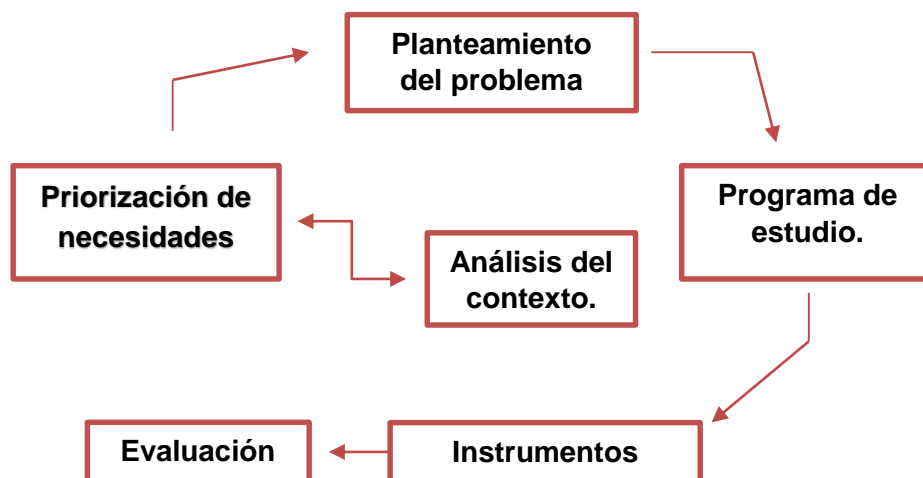 Planteamiento
del problema
Priorización de
necesidades
Programa de
estudio.
Análisis del
contexto.
Evaluación
Instrumentos